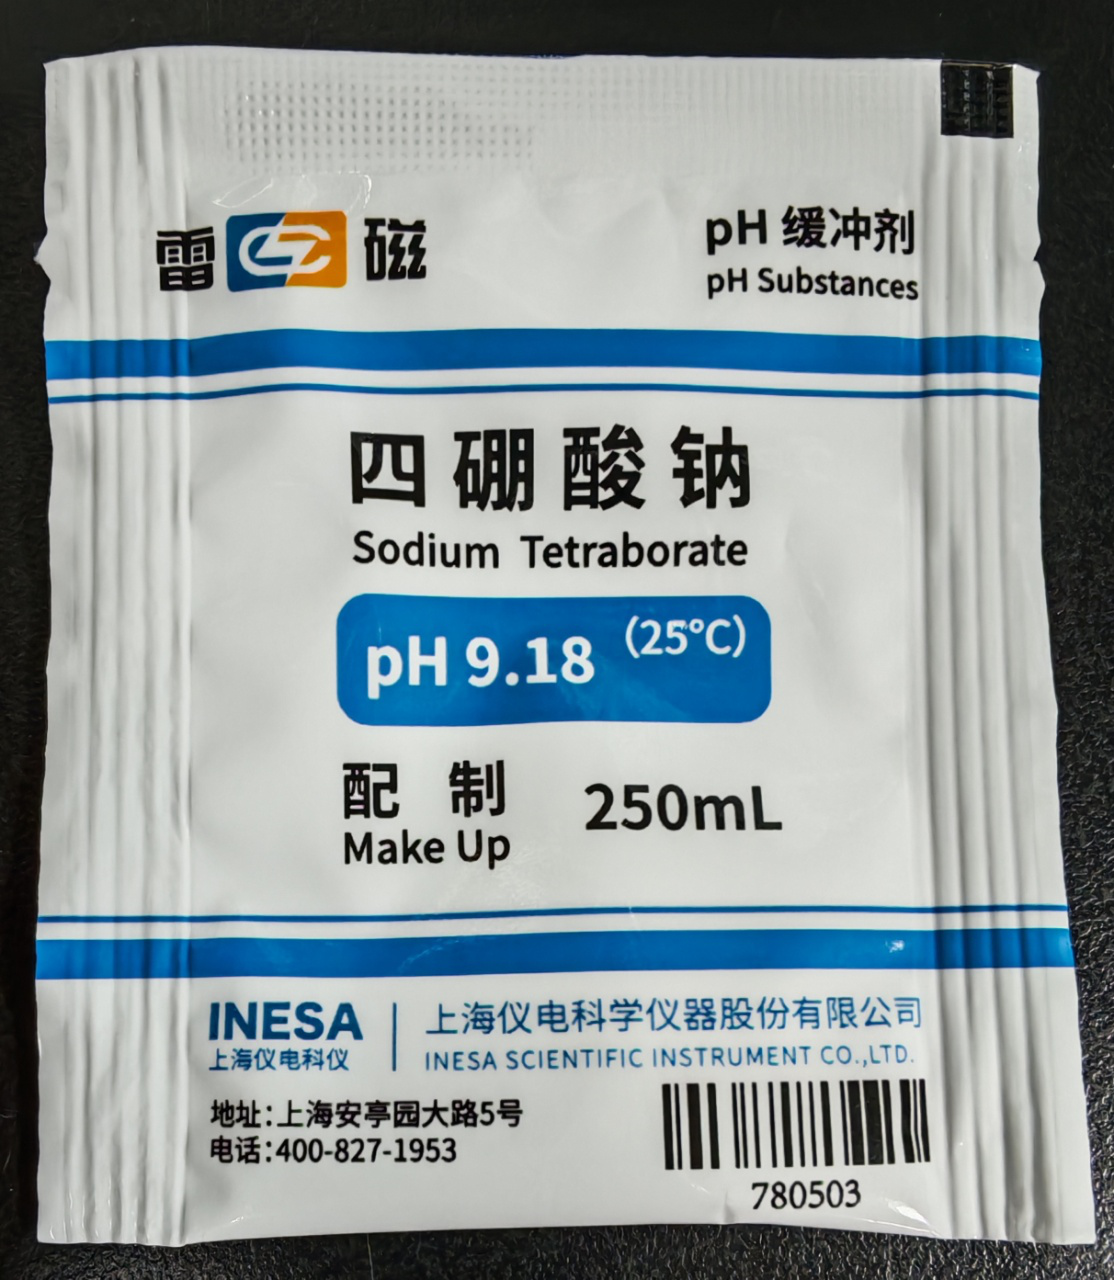 雷磁
pH 缓冲剂
pH Substances
四硼酸钠
Sodium Tetraborate
pH 9.18 (25°C)
配制 250mL
Make Up
INESA
上海仪电科仪
上海仪电科学仪器股份有限公司
INESA SCIENTIFIC INSTRUMENT CO.,LTD.
地址:上海安亭园大路5号
电话:400-827-1953
780503